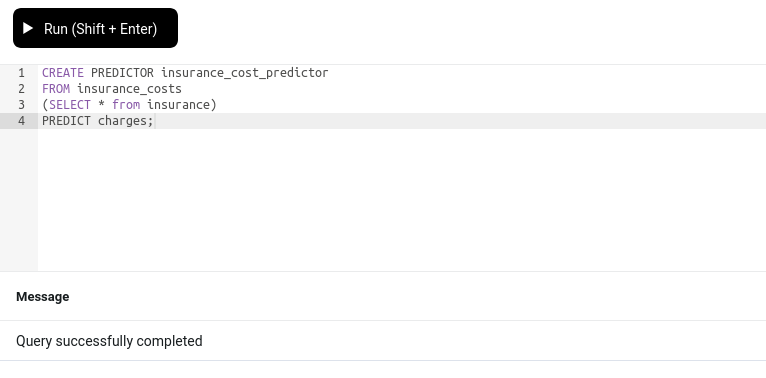 Run (Shift + Enter)
1 CREATE PREDICTOR insurance_cost_predictor
2 FROM insurance_costs
3 (SELECT * from insurance)
4 PREDICT charges;
Message
Query successfully completed